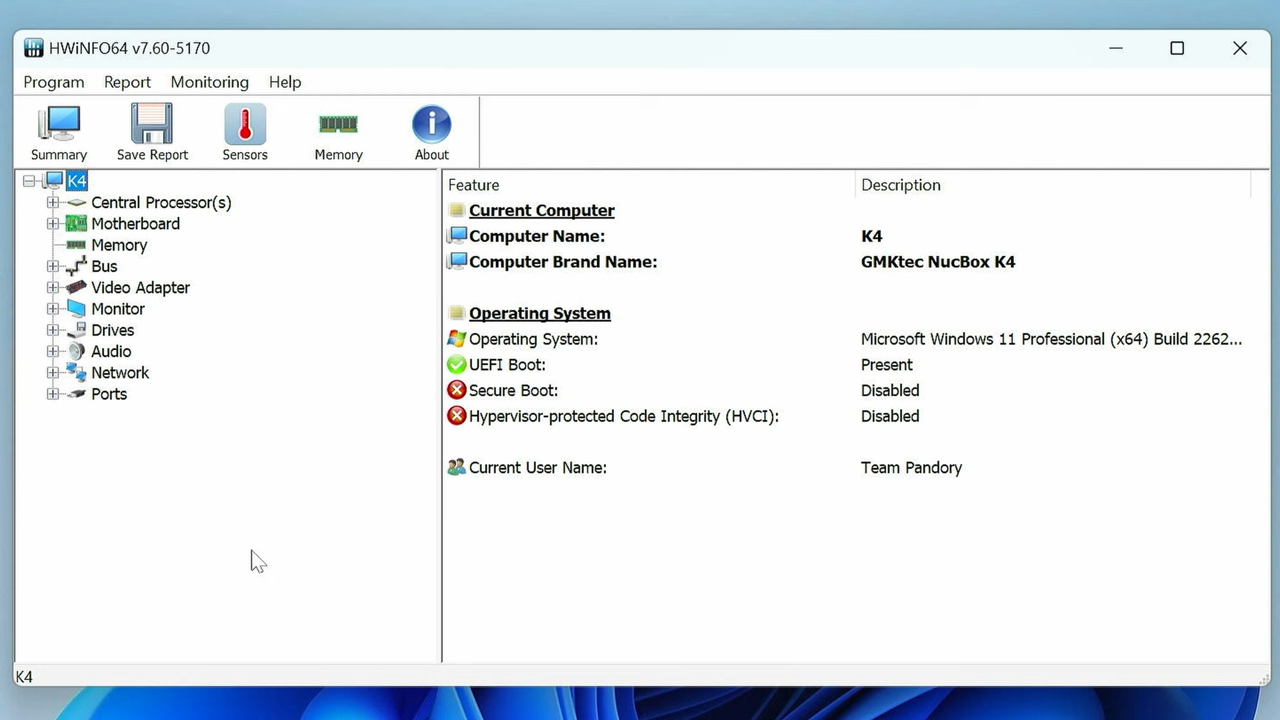 HWiNFO64 v7.60-5170
Program Report Monitoring Help
Summary Save Report Sensors Memory About
K4
Central Processor(s)
Motherboard
Memory
Bus
Video Adapter
Monitor
Drives
Audio
Network
Ports
Feature Description
Current Computer
Computer Name: K4
Computer Brand Name: GMKtec NucBox K4
Operating System
Operating System: Microsoft Windows 11 Professional (x64) Build 2262...
UEFI Boot: Present
Secure Boot: Disabled
Hypervisor-protected Code Integrity (HVCI): Disabled
Current User Name: Team Pandory
K4